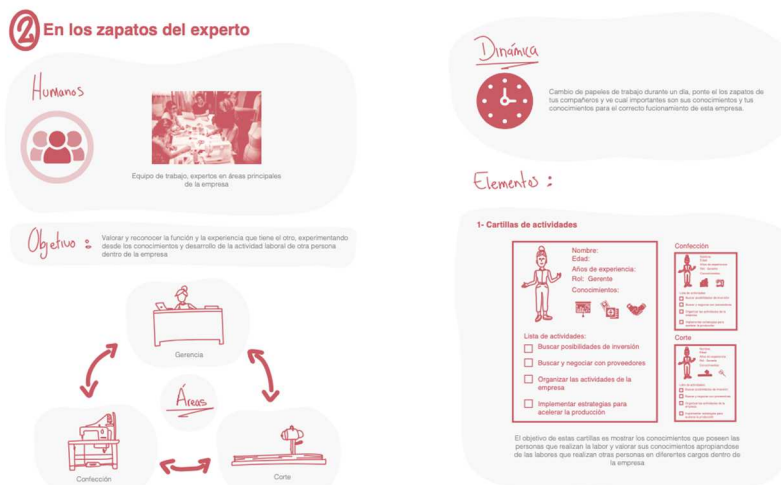 2 En los zapatos del experto
Humanos
Equipo de trabajo, expertos en áreas principales
de la empresa
Objetivo :
Valorar y reconocer la función y la experiencia que tiene el otro, experimentando
desde los conocimientos y desarrollo de la actividad laboral de otra persona
dentro de la empresa
Gerencia
Áreas
Confección
Corte
Dinámica
Cambio de papeles de trabajo durante un día, ponte el los zapatos de
tus compañeros y ve cual importantes son sus conocimientos y tus
conocimientos para el correcto fucionamiento de esta empresa.
Elementos :
1- Cartillas de actividades
Nombre:
Edad:
Años de experiencia:
Rol: Gerente
Conocimientos:
Lista de actividades:
Buscar posibilidades de inversión
Buscar y negociar con proveedores
Organizar las actividades de la
empresa
Implementar estrategias para
acelerar la producción
Confección
Corte
El objetivo de estas cartillas es mostrar los conocimientos que poseen las
personas que realizan la labor y valorar sus conocimientos apropiandose
de las labores que realizan otras personas en diferentes cargos dentro de
la empresa